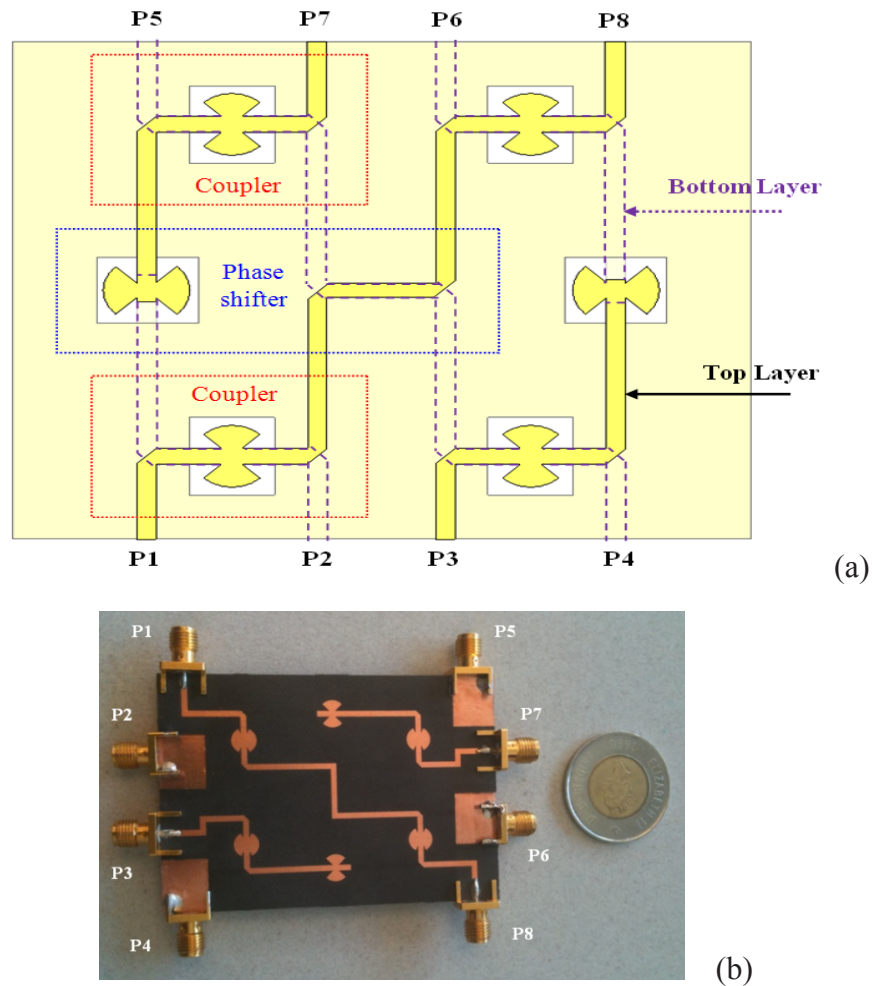 P5 P7 P6 P8
Coupler
Bottom Layer
Phase
shifter
Top Layer
Coupler
P1 P2 P3 P4
(a)
P1 P5
P2 P7
P3 P6
P4 P8
(b)